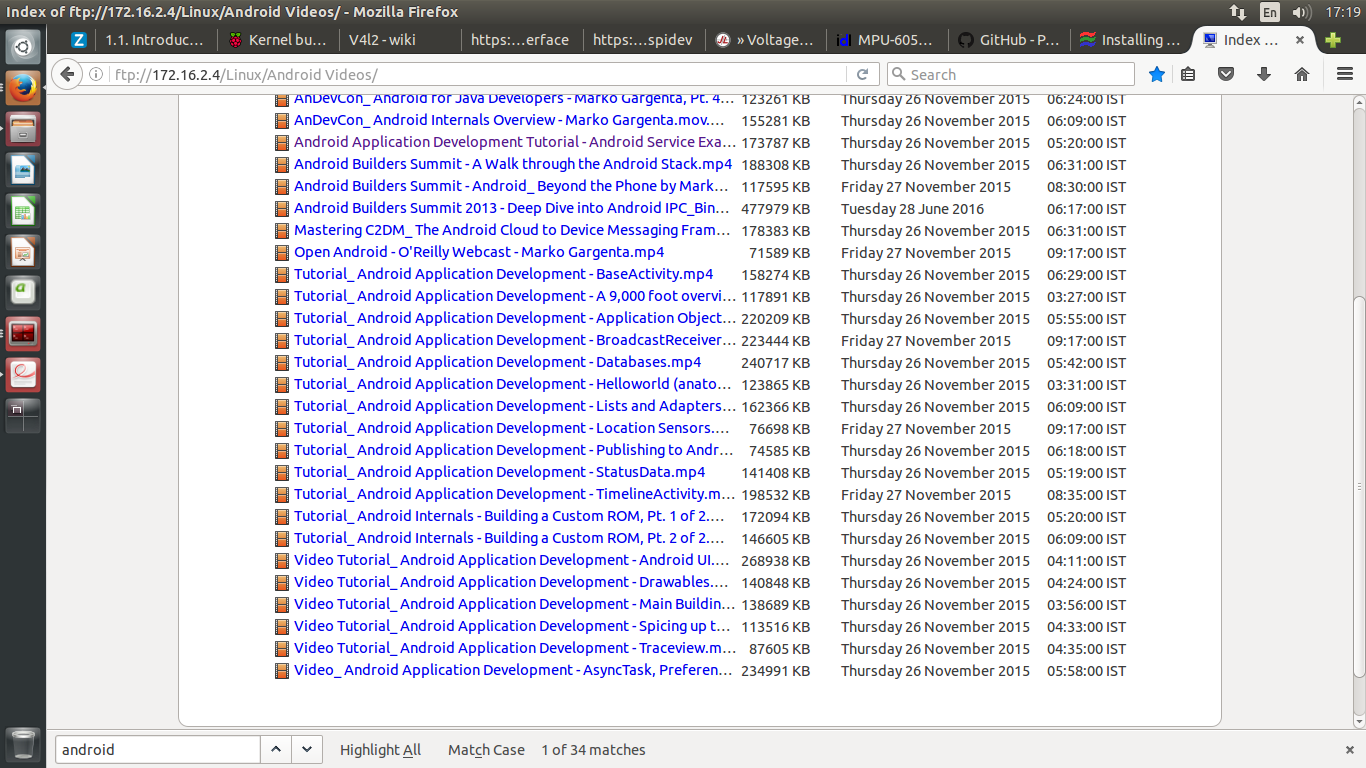 Index of ftp://172.16.2.4/Linux/Android Videos/ - Mozilla Firefox En 17:19
1.1. Introduc... Kernel bu... V4l2 - wiki https:...erface https:...spidev » Voltage... MPU-605... GitHub - P... Installing ... Index ...
ftp://172.16.2.4/Linux/Android Videos/ Search
AnDevCon_ Android for Java Developers - Marko Gargenta, Pt. 4... 123261 KB Thursday 26 November 2015 06:24:00 IST
AnDevCon_ Android Internals Overview - Marko Gargenta.mov.... 155281 KB Thursday 26 November 2015 06:09:00 IST
Android Application Development Tutorial - Android Service Exa... 173787 KB Thursday 26 November 2015 05:20:00 IST
Android Builders Summit - A Walk through the Android Stack.mp4 188308 KB Thursday 26 November 2015 06:31:00 IST
Android Builders Summit - Android_ Beyond the Phone by Mark... 117595 KB Friday 27 November 2015 08:30:00 IST
Android Builders Summit 2013 - Deep Dive into Android IPC_Bin... 477979 KB Tuesday 28 June 2016 06:17:00 IST
Mastering C2DM_ The Android Cloud to Device Messaging Fram... 178383 KB Thursday 26 November 2015 06:31:00 IST
Open Android - O'Reilly Webcast - Marko Gargenta.mp4 71589 KB Friday 27 November 2015 09:17:00 IST
Tutorial_ Android Application Development - BaseActivity.mp4 158274 KB Thursday 26 November 2015 06:29:00 IST
Tutorial_ Android Application Development - A 9,000 foot overvi... 117891 KB Thursday 26 November 2015 03:27:00 IST
Tutorial_ Android Application Development - Application Object... 220209 KB Thursday 26 November 2015 05:55:00 IST
Tutorial_ Android Application Development - BroadcastReceiver... 223444 KB Friday 27 November 2015 09:17:00 IST
Tutorial_ Android Application Development - Databases.mp4 240717 KB Thursday 26 November 2015 05:42:00 IST
Tutorial_ Android Application Development - Helloworld (anato... 123865 KB Thursday 26 November 2015 03:31:00 IST
Tutorial_ Android Application Development - Lists and Adapters... 162366 KB Thursday 26 November 2015 06:09:00 IST
Tutorial_ Android Application Development - Location Sensors.... 76698 KB Friday 27 November 2015 09:17:00 IST
Tutorial_ Android Application Development - Publishing to Andr... 74585 KB Thursday 26 November 2015 06:18:00 IST
Tutorial_ Android Application Development - StatusData.mp4 141408 KB Thursday 26 November 2015 05:19:00 IST
Tutorial_ Android Application Development - TimelineActivity.m... 198532 KB Friday 27 November 2015 08:35:00 IST
Tutorial_ Android Internals - Building a Custom ROM, Pt. 1 of 2.... 172094 KB Thursday 26 November 2015 05:20:00 IST
Tutorial_ Android Internals - Building a Custom ROM, Pt. 2 of 2.... 146605 KB Thursday 26 November 2015 06:09:00 IST
Video Tutorial_ Android Application Development - Android UI.... 268938 KB Thursday 26 November 2015 04:11:00 IST
Video Tutorial_ Android Application Development - Drawables.... 140848 KB Thursday 26 November 2015 04:24:00 IST
Video Tutorial_ Android Application Development - Main Buildin... 138689 KB Thursday 26 November 2015 03:56:00 IST
Video Tutorial_ Android Application Development - Spicing up t... 113516 KB Thursday 26 November 2015 04:33:00 IST
Video Tutorial_ Android Application Development - Traceview.m... 87605 KB Thursday 26 November 2015 04:35:00 IST
Video_ Android Application Development - AsyncTask, Preferen... 234991 KB Thursday 26 November 2015 05:58:00 IST
android Highlight All Match Case 1 of 34 matches